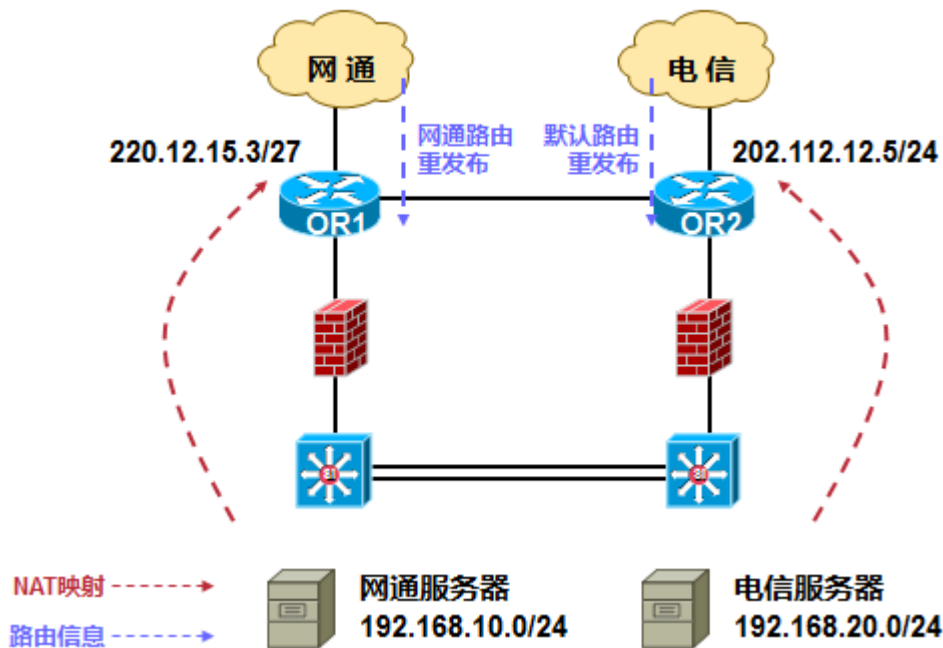 网通
电信
220.12.15.3/27
网通路由
重发布
默认路由
重发布
202.112.12.5/24
OR1
OR2
NAT映射
路由信息
网通服务器
192.168.10.0/24
电信服务器
192.168.20.0/24